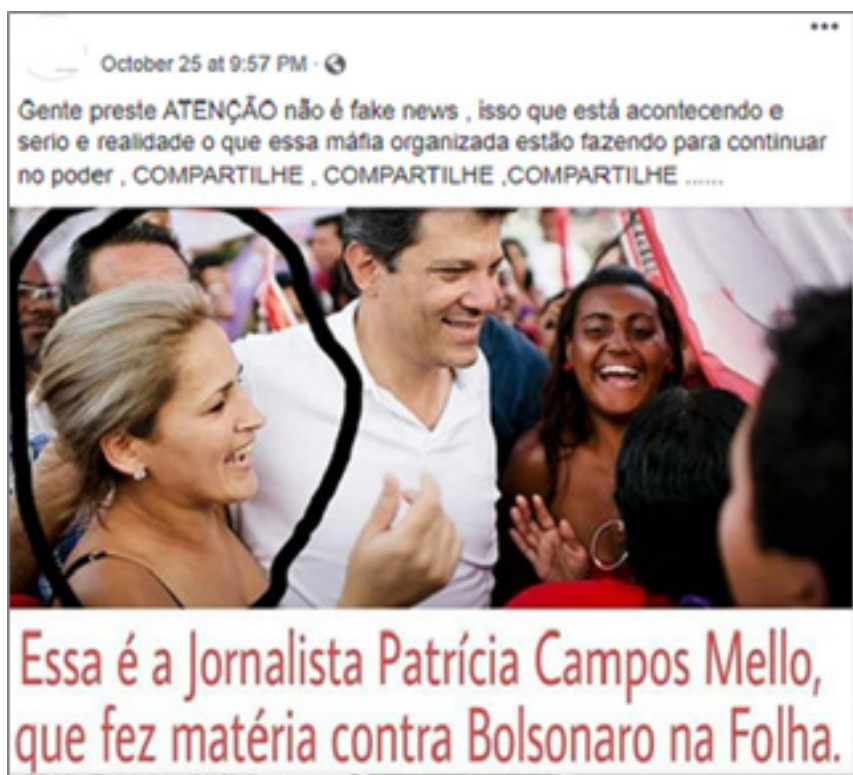 October 25 at 9:57 PM ·
Gente preste ATENÇÃO não é fake news , isso que está acontecendo e
serio e realidade o que essa máfia organizada estão fazendo para continuar
no poder , COMPARTILHE , COMPARTILHE ,COMPARTILHE ......
Essa é a Jornalista Patrícia Campos Mello,
que fez matéria contra Bolsonaro na Folha.